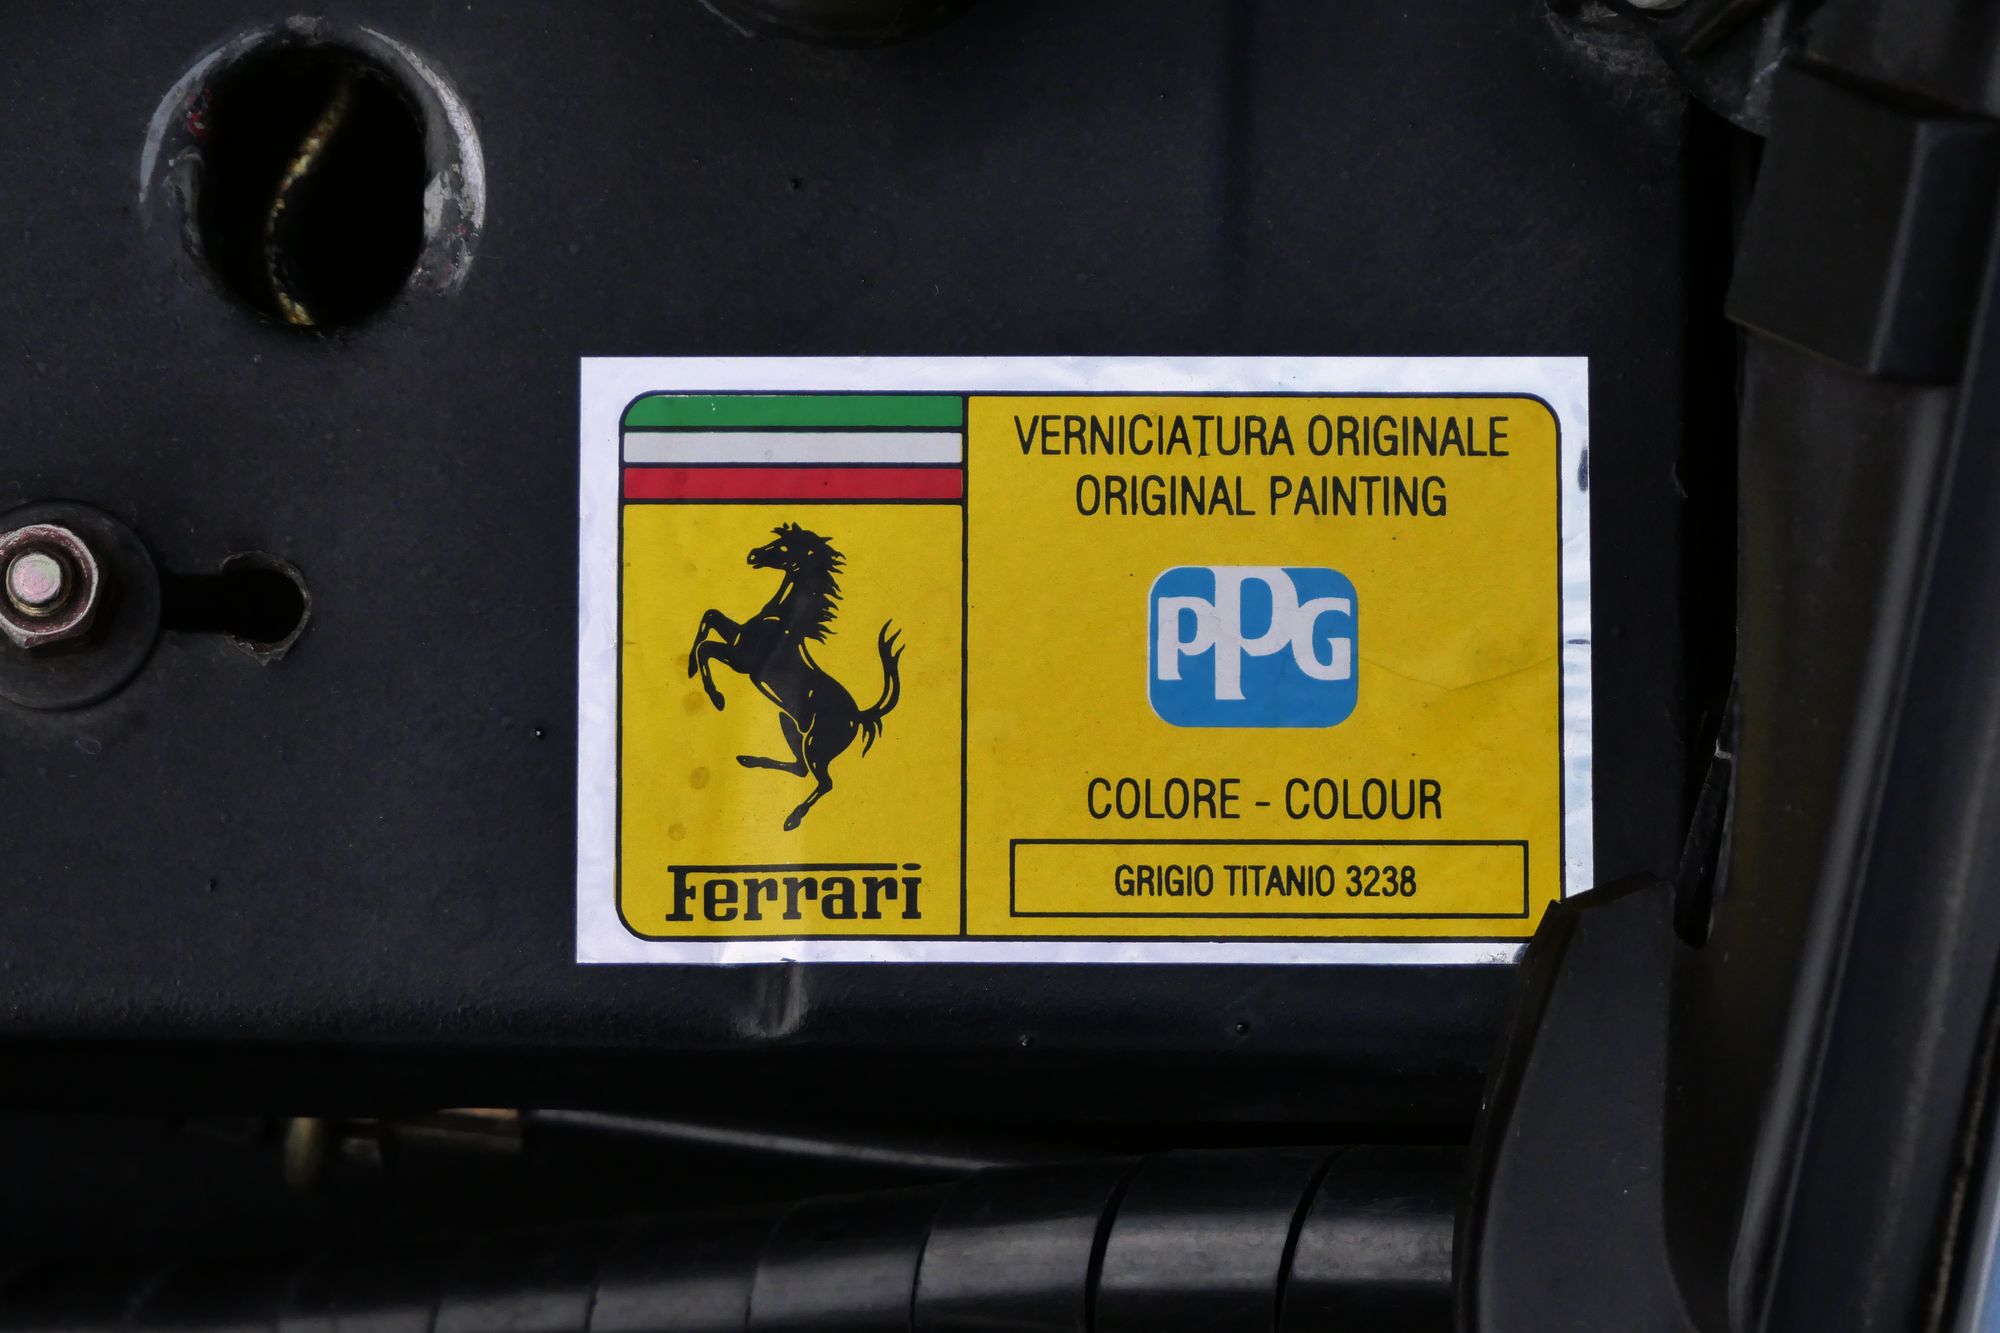 VERNICIATURA ORIGINALE
ORIGINAL PAINTING
PPG
COLORE - COLOUR
GRIGIO TITANIO 3238
Ferrari